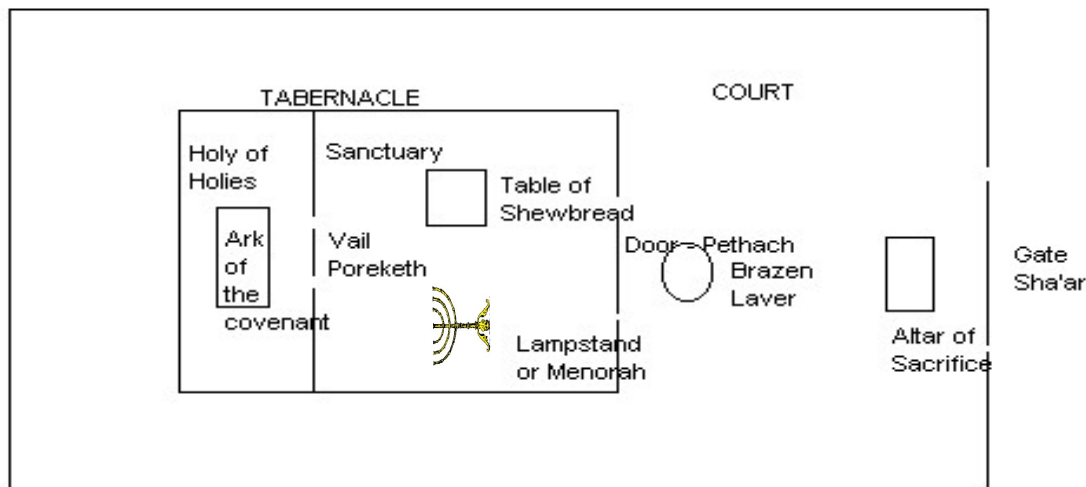 TABERNACLE
COURT
Holy of
Holies
Sanctuary
Table of
Shewbread
Ark
of
the
covenant
Vail
Poreketh
Door - Pethach
Brazen
Laver
Gate
Sha'ar
Lampstand
or Menorah
Altar of
Sacrifice